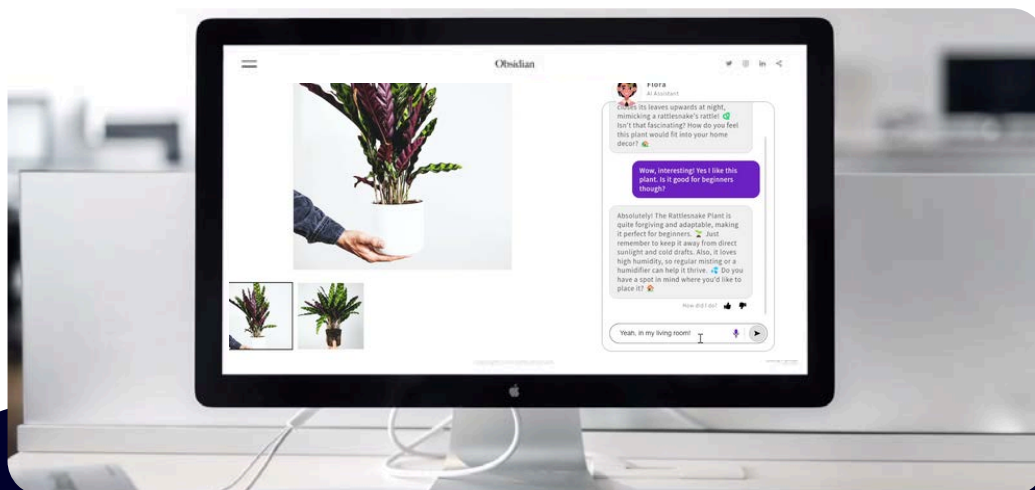 Obsidian
in
Flora
AI Assistant
closes its leaves upwards at night,
mimicking a rattlesnake's rattle!
Isn't that fascinating? How do you feel
this plant would fit into your home
decor?
Wow, interesting! Yes I like this
plant. Is it good for beginners
though?
Absolutely! The Rattlesnake Plant is
quite forgiving and adaptable, making
it perfect for beginners. Just
remember to keep it away from direct
sunlight and cold drafts. Also, it loves
high humidity, so regular misting or a
humidifier can help it thrive. Do you
have a spot in mind where you'd like to
place it?
How did I do?
Yeah, in my living room!